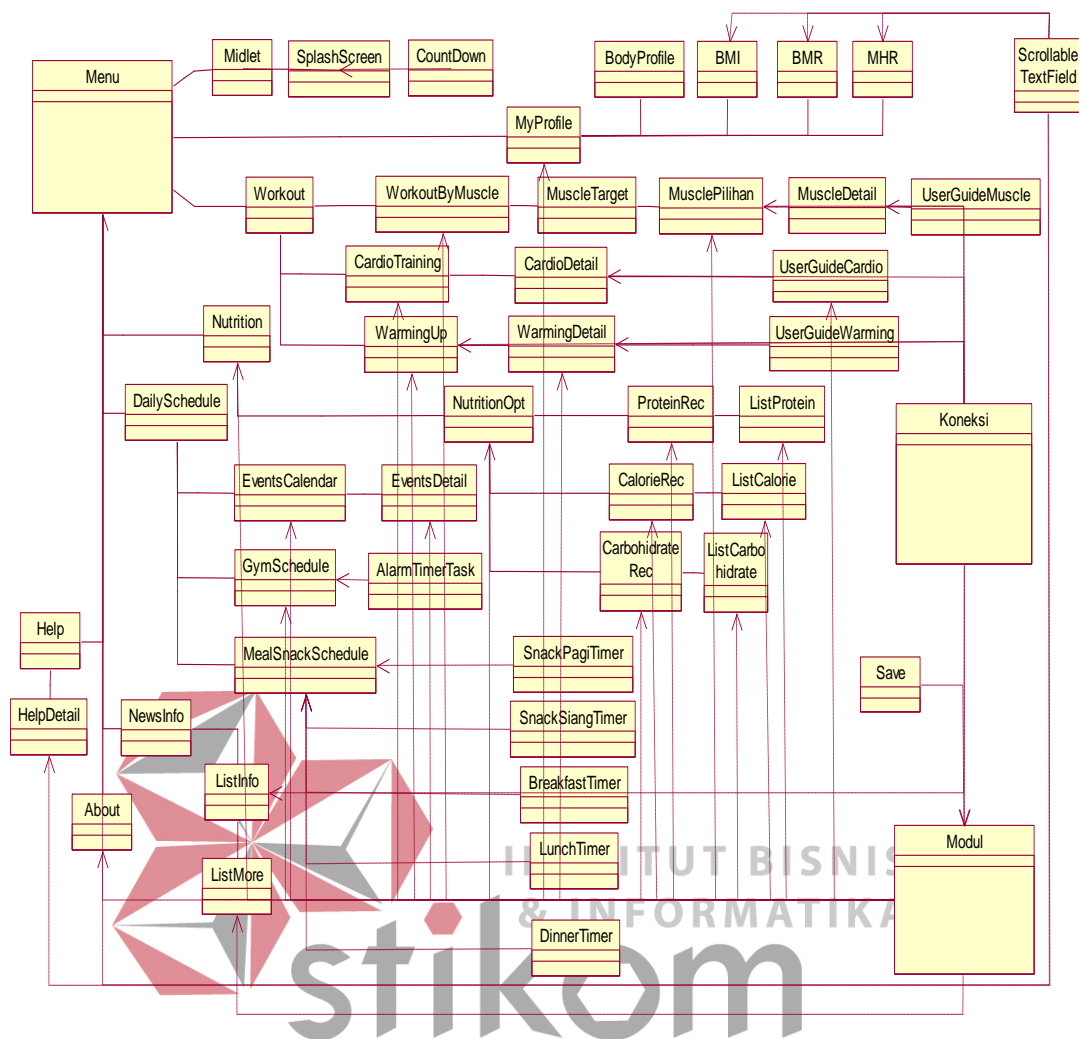 Midlet
SplashScreen
CountDown
BodyProfile
BMI
BMR
MHR
Scrollable
TextField
Menu
MyProfile
Workout
WorkoutByMuscle
MuscleTarget
MusclePilihan
MuscleDetail
UserGuideMuscle
CardioTraining
CardioDetail
UserGuideCardio
Nutrition
WarmingUp
WarmingDetail
UserGuideWarming
DailySchedule
NutritionOpt
ProteinRec
ListProtein
Koneksi
EventsCalendar
EventsDetail
CalorieRec
ListCalorie
GymSchedule
AlarmTimerTask
Carbohidrate
Rec
ListCarbo
hidrate
Help
MealSnackSchedule
SnackPagiTimer
Save
HelpDetail
NewsInfo
SnackSiangTimer
ListInfo
BreakfastTimer
About
LunchTimer
Modul
ListMore
DinnerTimer
INSTITUT BISNIS
& INFORMATIKA
stikom